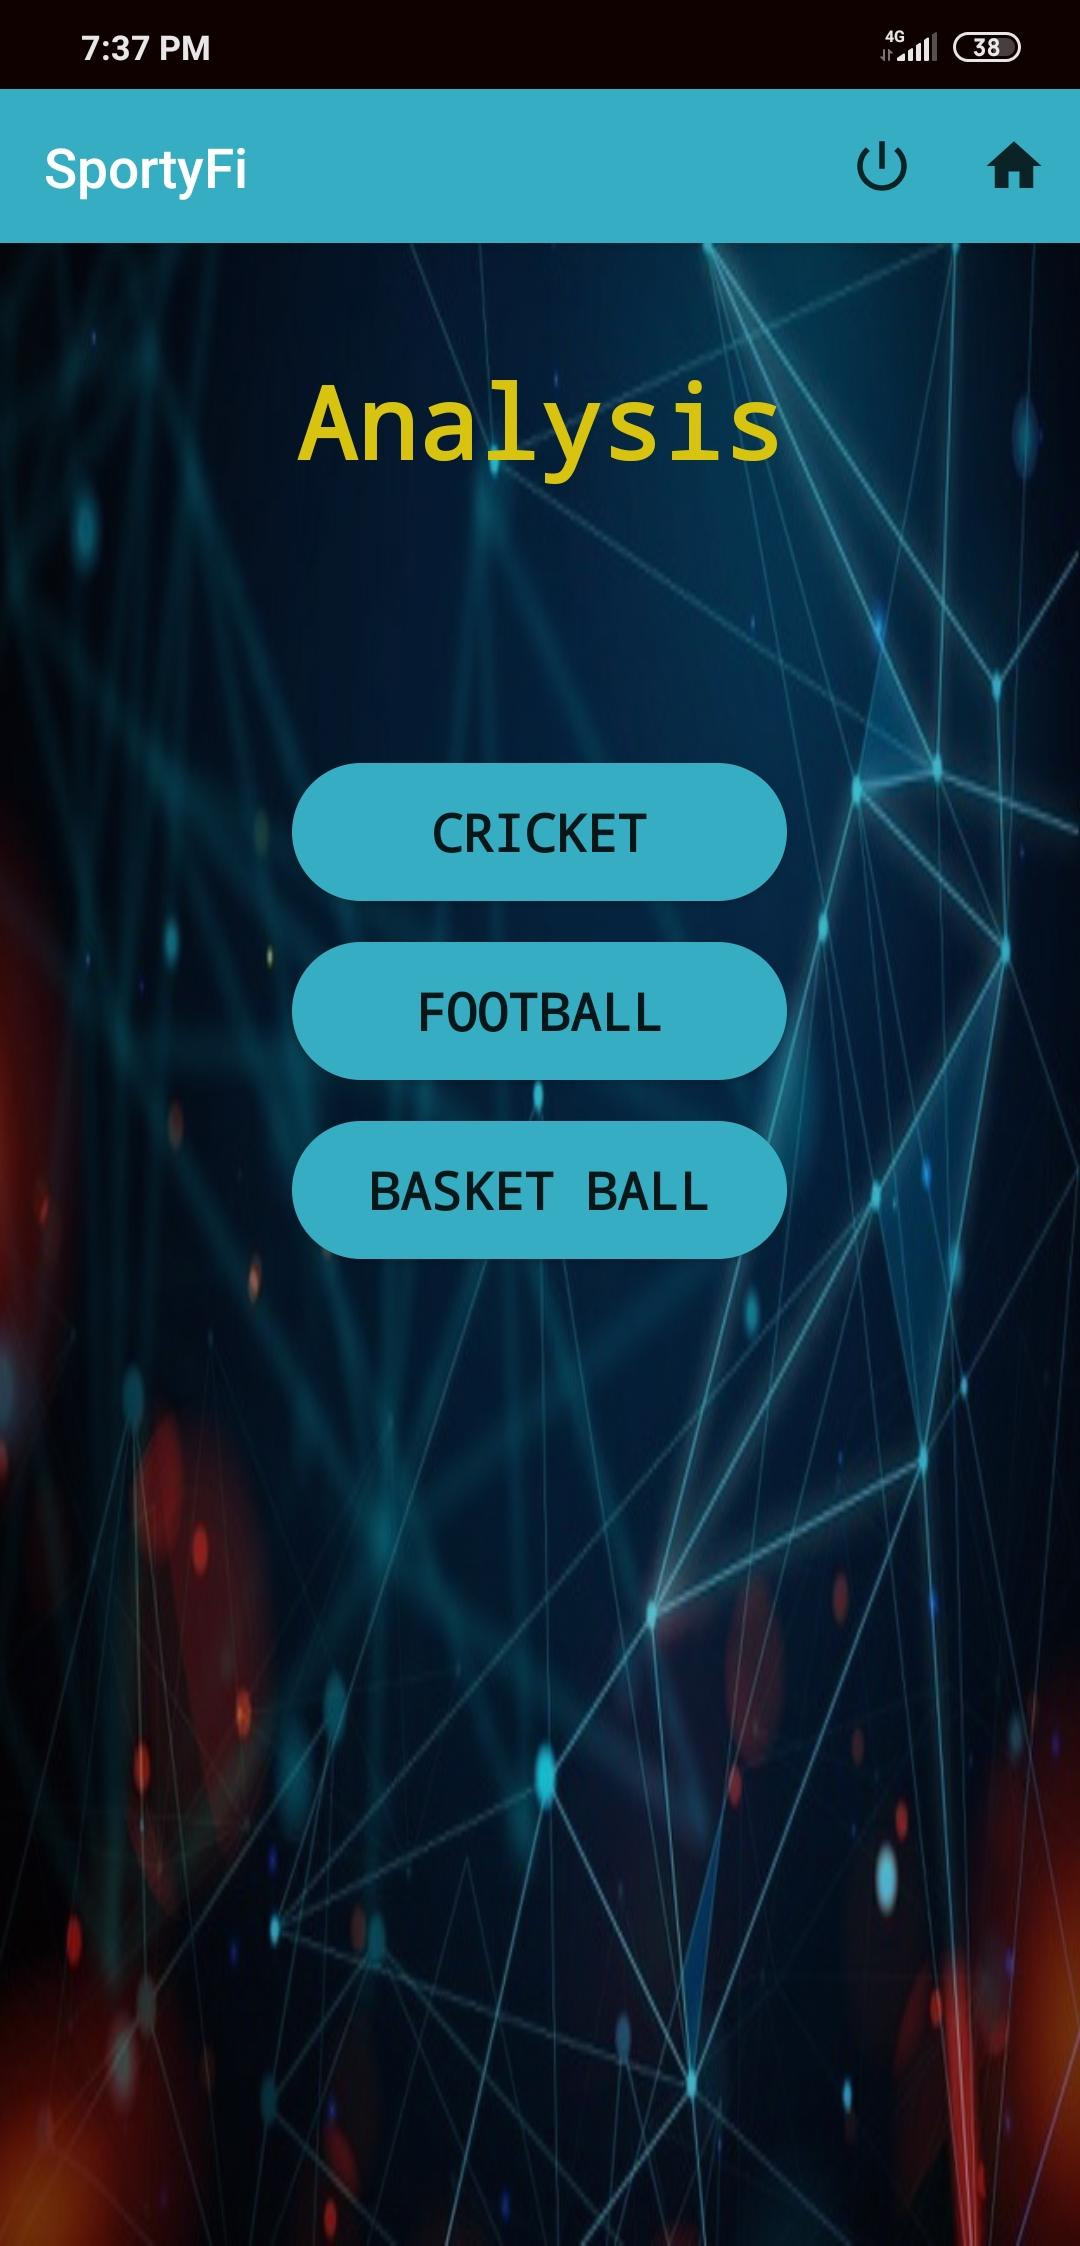 7:37 PM
4G
38
SportyFi
Analysis
CRICKET
FOOTBALL
BASKET BALL